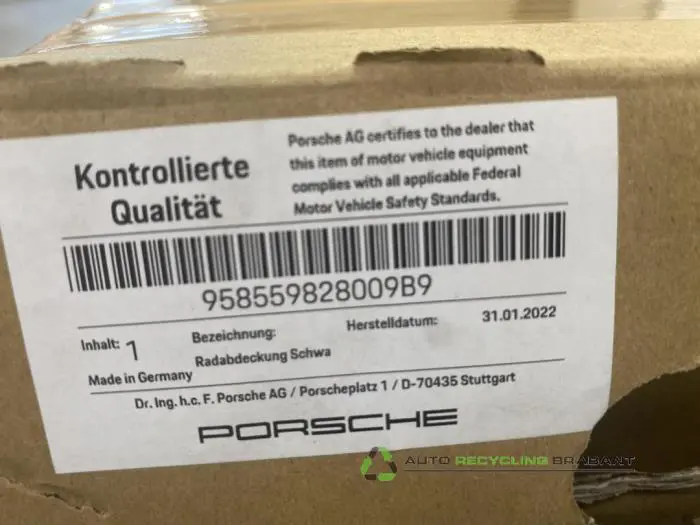 Kontrollierte
Qualität
Porsche AG certifies to the dealer that
this item of motor vehicle equipment
complies with all applicable Federal
Motor Vehicle Safety Standards.
958559828009B9
Inhalt: 1
Bezeichnung:
Herstelldatum:
31.01.2022
Radabdeckung Schwa
Made in Germany
Dr. Ing. h.c. F. Porsche AG / Porscheplatz 1 / D-70435 Stuttgart
PORSCHE
AUTO RECYCLING BRABANT